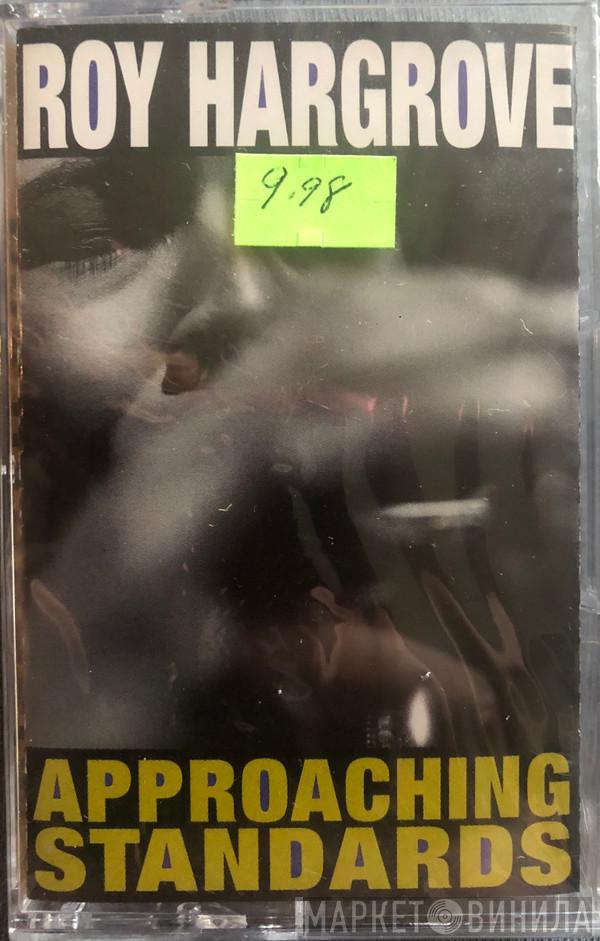 ROY HARGROVE
9.98
APPROACHING
STANDARDS
МАРКЕТ ВИНИЛА